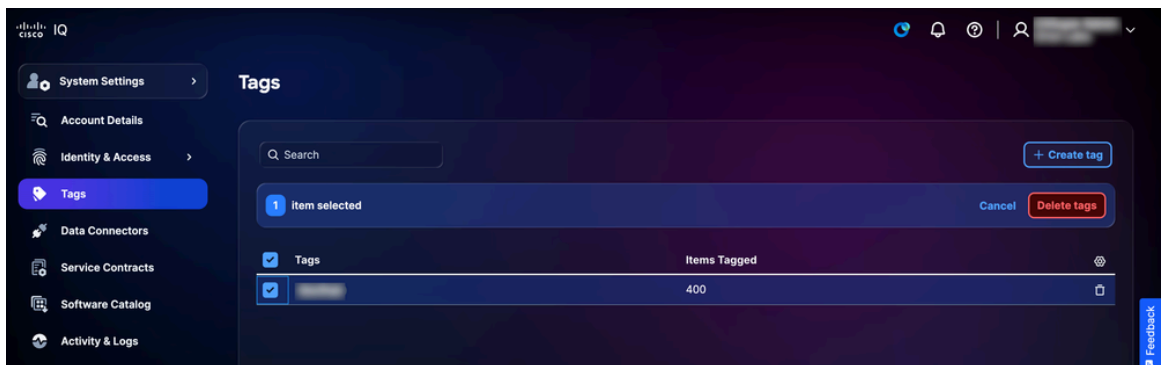 CISCO IQ
System Settings
Tags
Account Details
Identity & Access
Search
+ Create tag
Tags
1 item selected
Cancel
Delete tags
Data Connectors
Tags
Items Tagged
Service Contracts
400
Software Catalog
Activity & Logs
Feedback